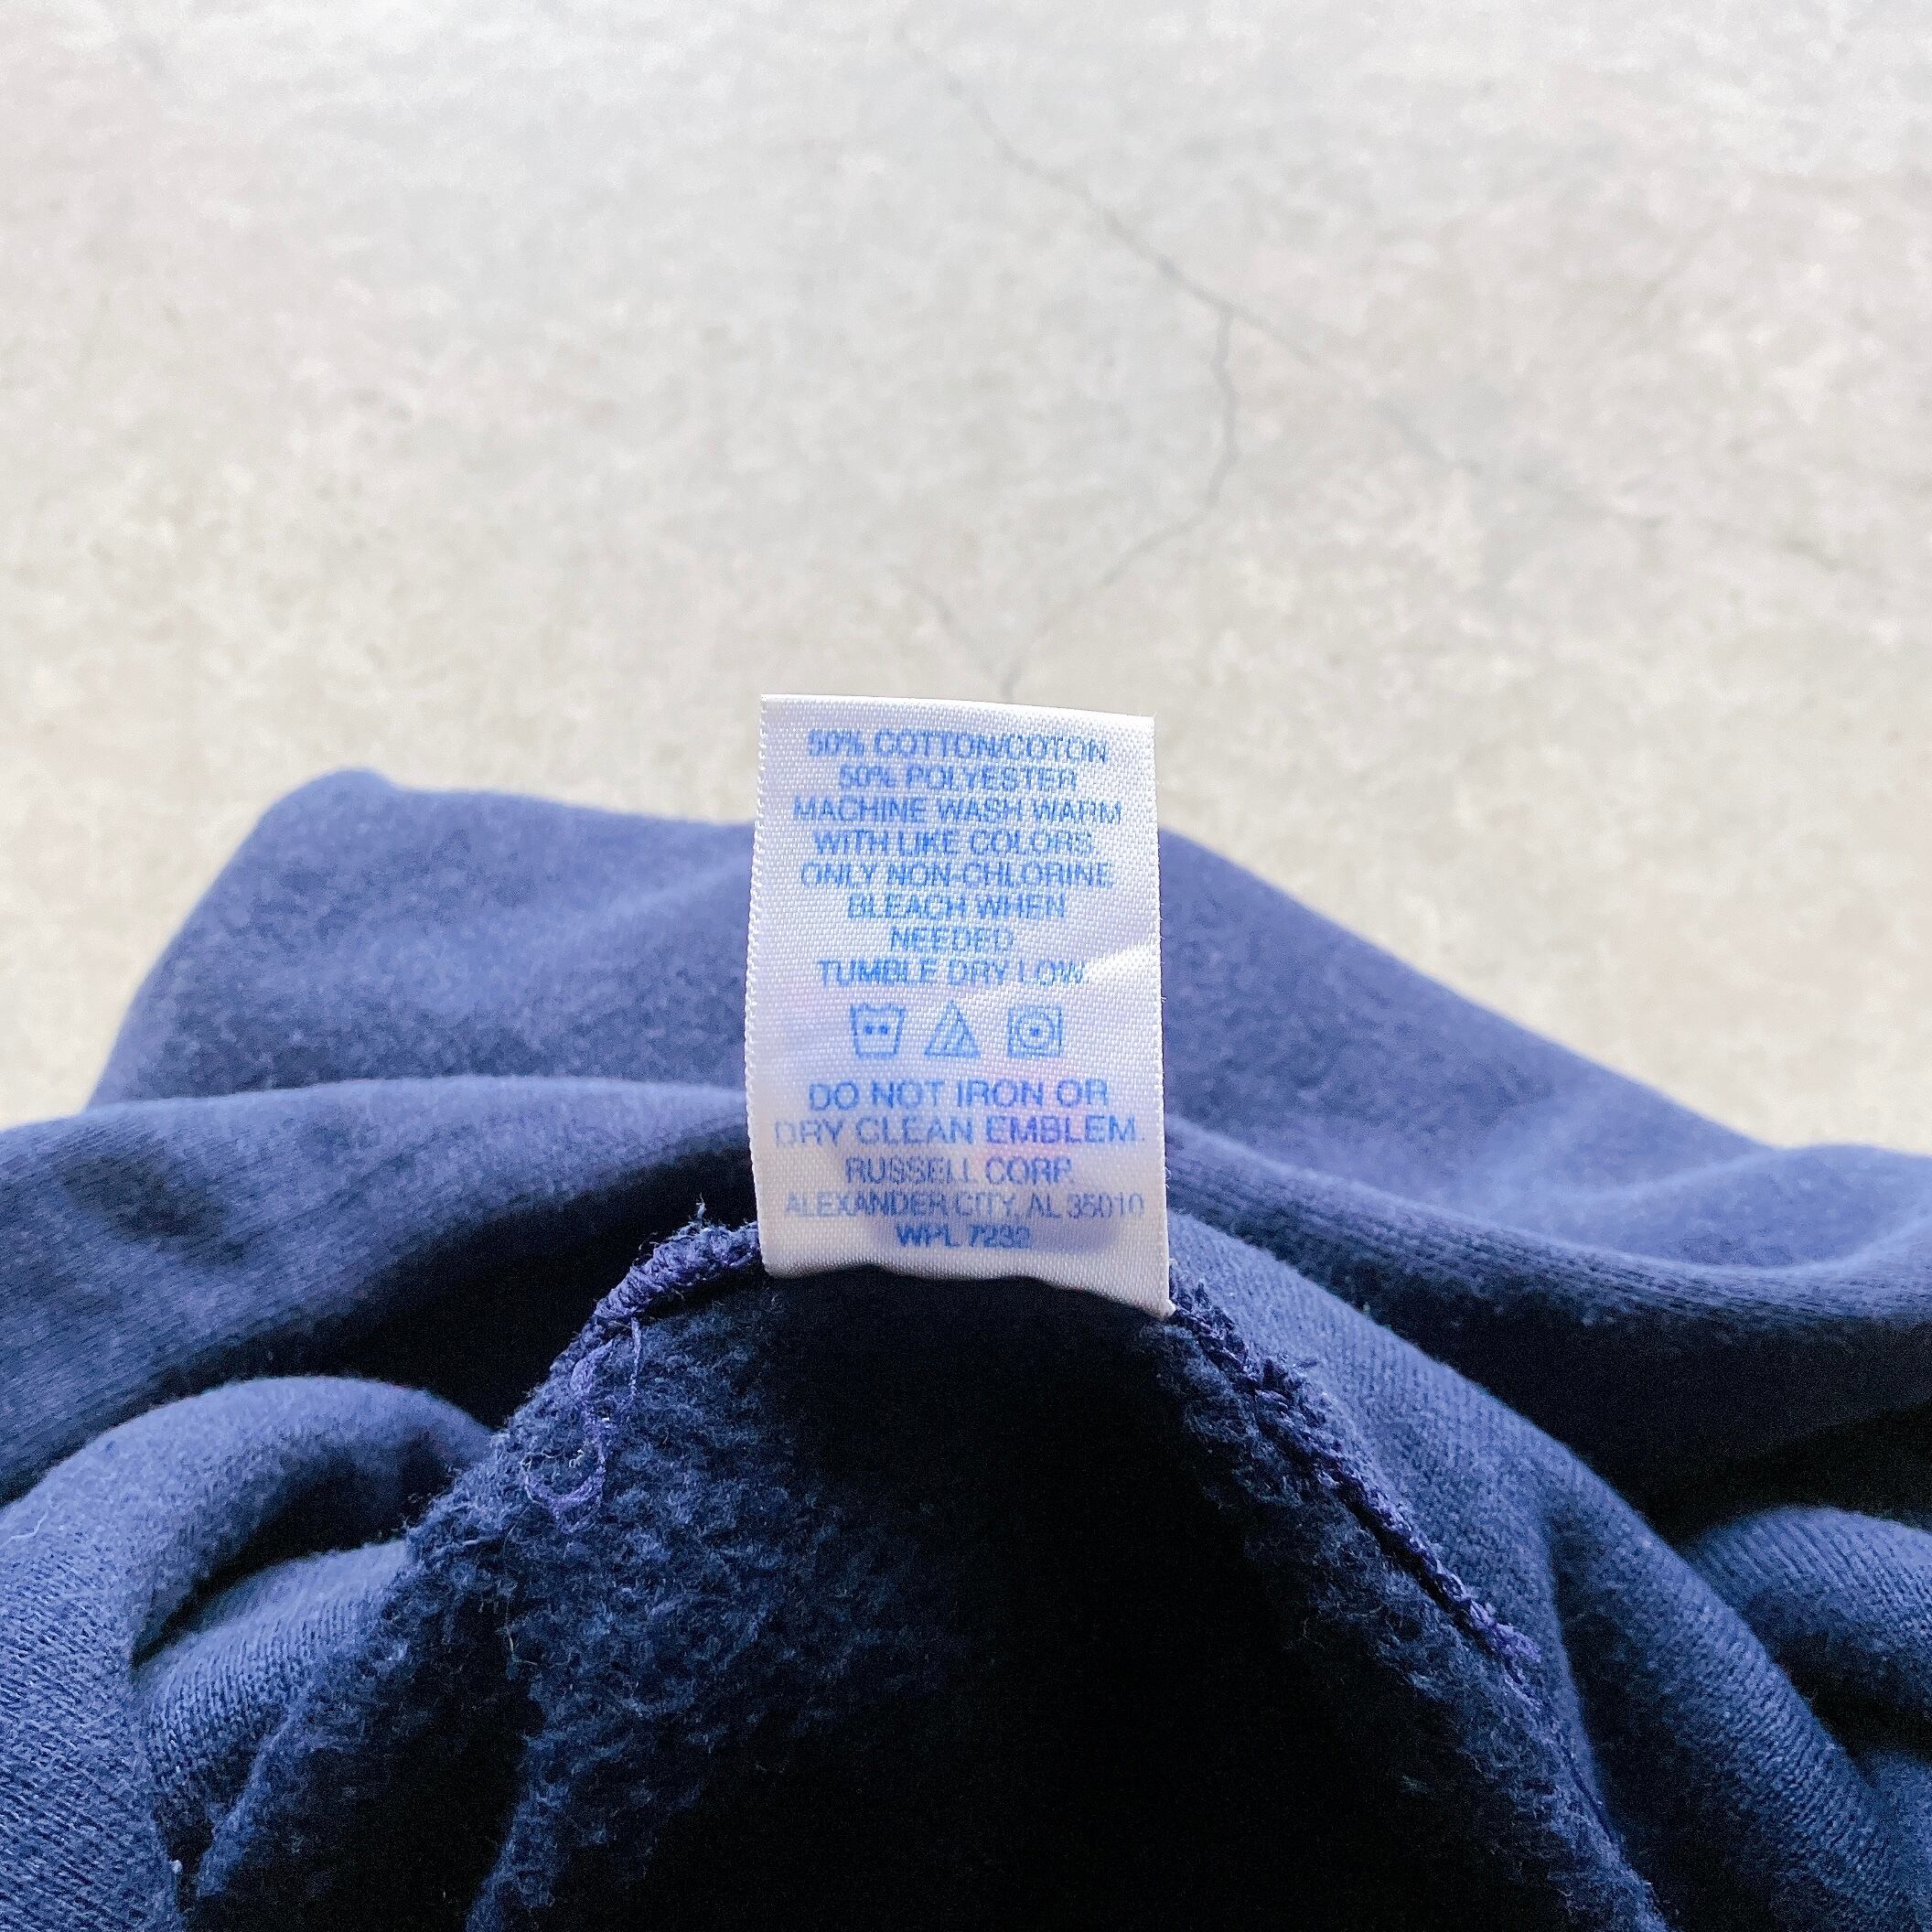 50% COTTON/COTON
50% POLYESTER
MACHINE WASH WARM
WITH LIKE COLORS
ONLY NON-CHLORINE
BLEACH WHEN
NEEDED
TUMBLE DRY LOW
DO NOT IRON OR
DRY CLEAN EMBLEM.
RUSSELL CORP.
ALEXANDER CITY, AL 35010
WPL 7232